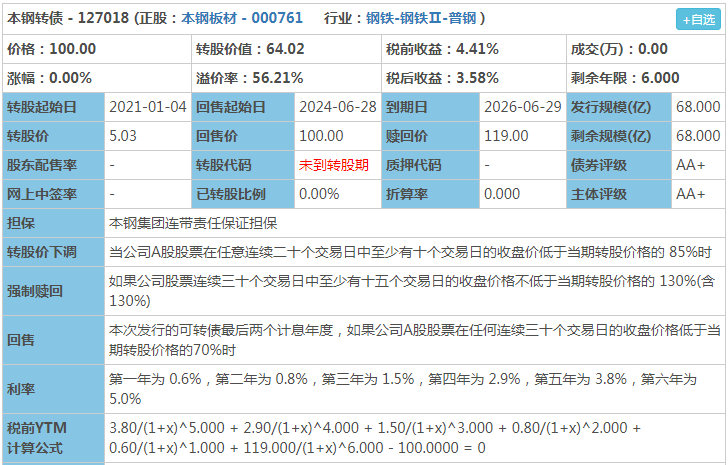 本钢转债 - 127018 (正股：本钢板材 - 000761 行业：钢铁-钢铁Ⅱ-普钢 ) +自选
价格：100.00 转股价值：64.02 税前收益：4.41% 成交(万)：0.00
涨幅：0.00% 溢价率：56.21% 税后收益：3.58% 剩余年限：6.000
转股起始日 2021-01-04 回售起始日 2024-06-28 到期日 2026-06-29 发行规模(亿) 68.000
转股价 5.03 回售价 100.00 赎回价 119.00 剩余规模(亿) 68.000
股东配售率 - 转股代码 未到转股期 质押代码 - 债券评级 AA+
网上中签率 - 已转股比例 0.00% 折算率 0.000 主体评级 AA+
担保 本钢集团连带责任保证担保
转股价下调 当公司A股股票在任意连续二十个交易日中至少有十个交易日的收盘价低于当期转股价格的 85%时
强制赎回 如果公司股票连续三十个交易日中至少有十五个交易日的收盘价格不低于当期转股价格的 130%(含
130%)
回售 本次发行的可转债最后两个计息年度，如果公司A股股票在任何连续三十个交易日的收盘价格低于当
期转股价格的70%时
利率 第一年为 0.6%，第二年为 0.8%，第三年为 1.5%，第四年为 2.9%，第五年为 3.8%，第六年为
5.0%
税前YTM 3.80/(1+x)^5.000 + 2.90/(1+x)^4.000 + 1.50/(1+x)^3.000 + 0.80/(1+x)^2.000 +
计算公式 0.60/(1+x)^1.000 + 119.000/(1+x)^6.000 - 100.0000 = 0